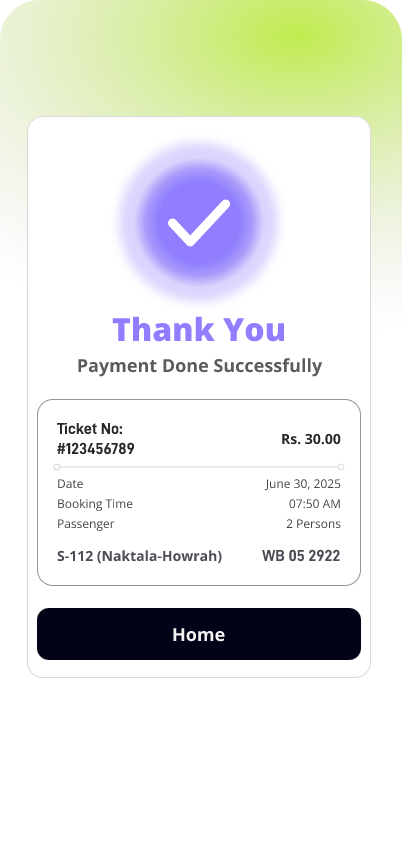 Thank You
Payment Done Successfully
Ticket No:
#123456789
Rs. 30.00
Date June 30, 2025
Booking Time 07:50 AM
Passenger 2 Persons
S-112 (Naktala-Howrah) WB 05 2922
Home